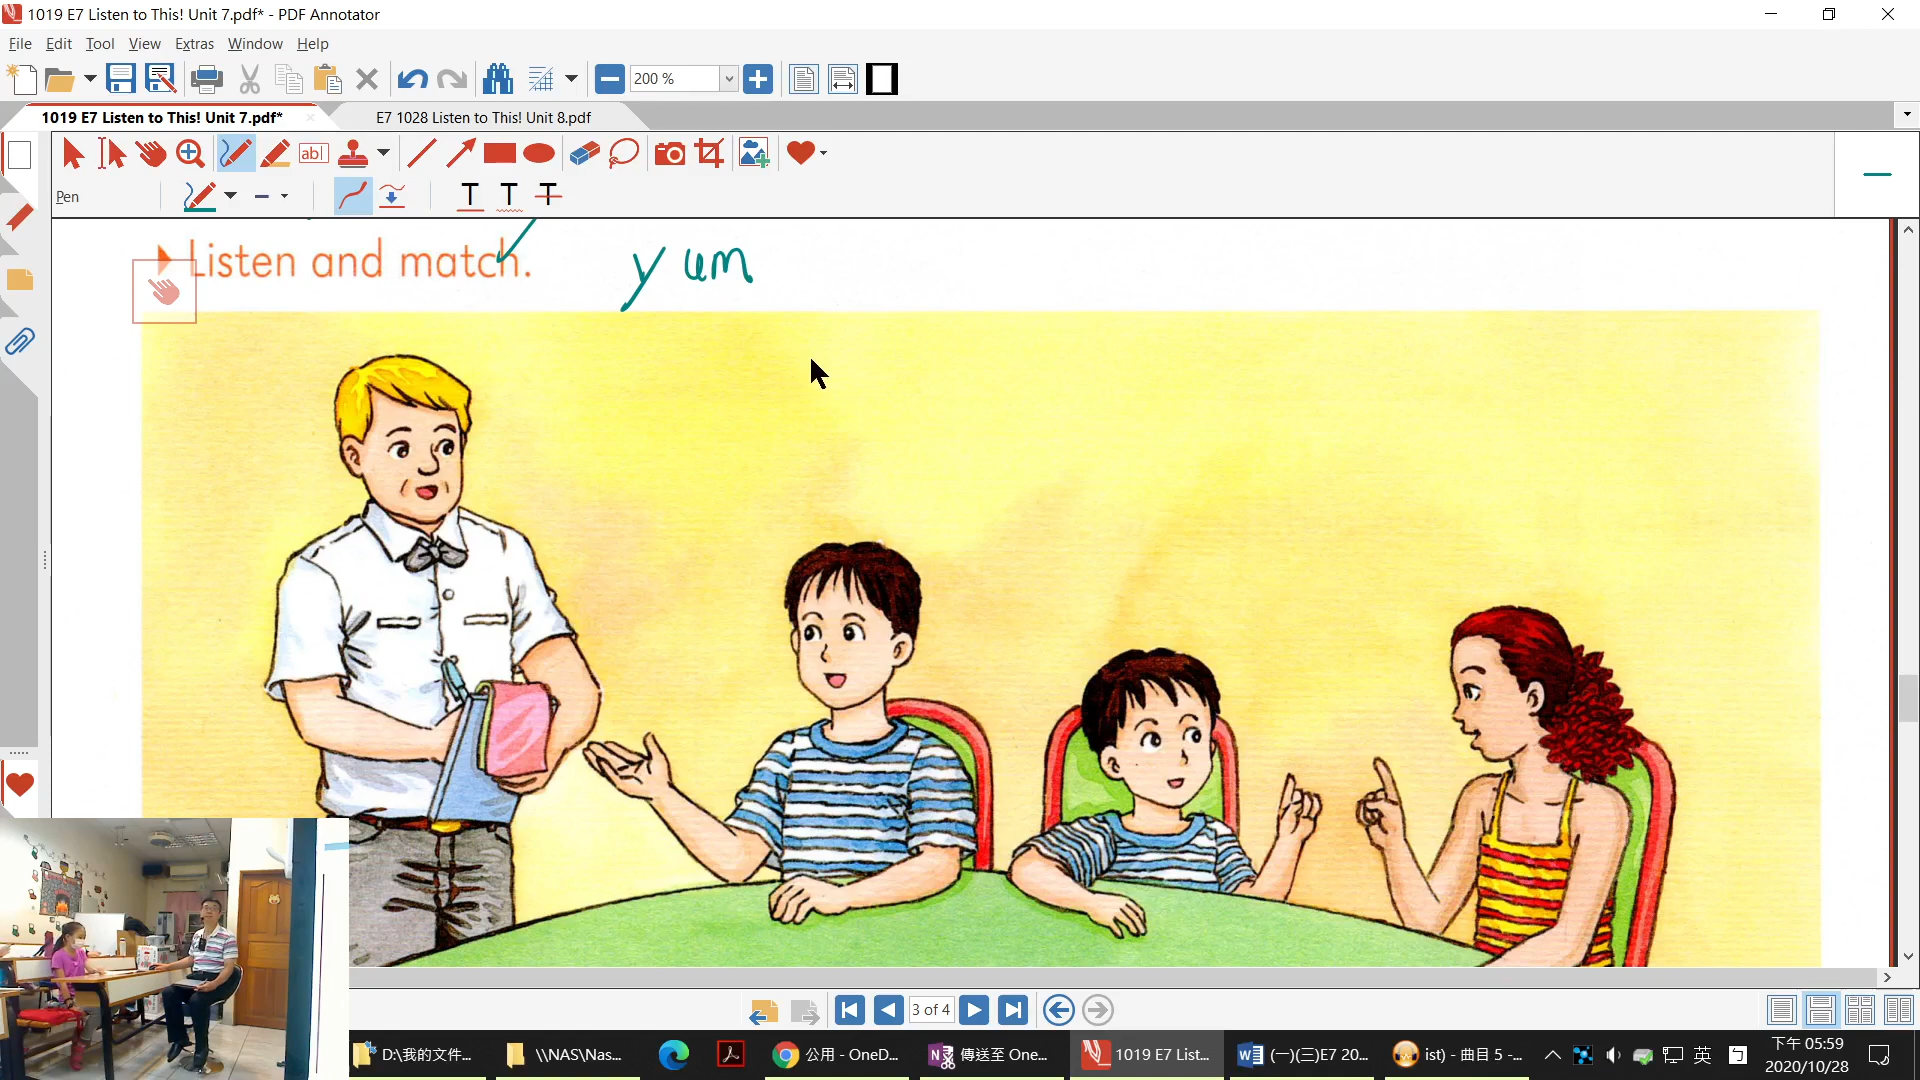 1019 E7 Listen to This! Unit 7.pdf* - PDF Annotator
File Edit Tool View Extras Window Help
200 %
1019 E7 Listen to This! Unit 7.pdf* E7 1028 Listen to This! Unit 8.pdf
ab|
Pen
T T T
Listen and match.
yum
3 of 4
D:\我的文件... \\NAS\Nas... 公用 - OneD... 傳送至 One... 1019 E7 List... (一)(三)E7 20... ist) - 曲目 5 -... 英 ㄅ 下午 05:59
2020/10/28